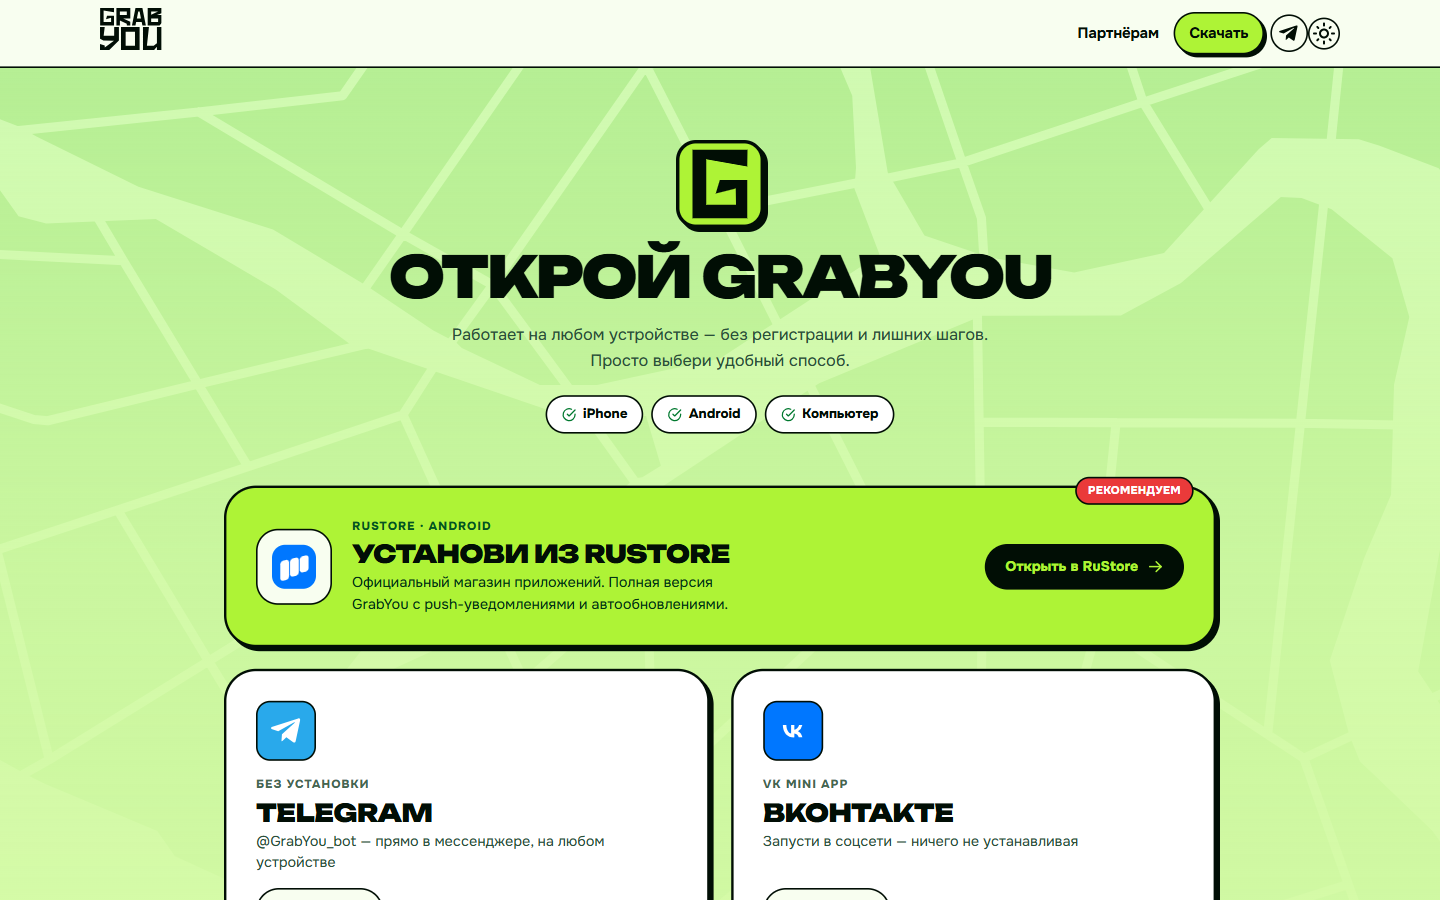 GRAB
YOU
Партнёрам
Скачать
G
ОТКРОЙ GRABYOU
Работает на любом устройстве — без регистрации и лишних шагов.
Просто выбери удобный способ.
iPhone
Android
Компьютер
РЕКОМЕНДУЕМ
RUSTORE · ANDROID
УСТАНОВИ ИЗ RUSTORE
Официальный магазин приложений. Полная версия
GrabYou с push-уведомлениями и автообновлениями.
Открыть в RuStore
БЕЗ УСТАНОВКИ
TELEGRAM
@GrabYou_bot — прямо в мессенджере, на любом
устройстве
VK
VK MINI APP
ВКОНТАКТЕ
Запусти в соцсети — ничего не устанавливая